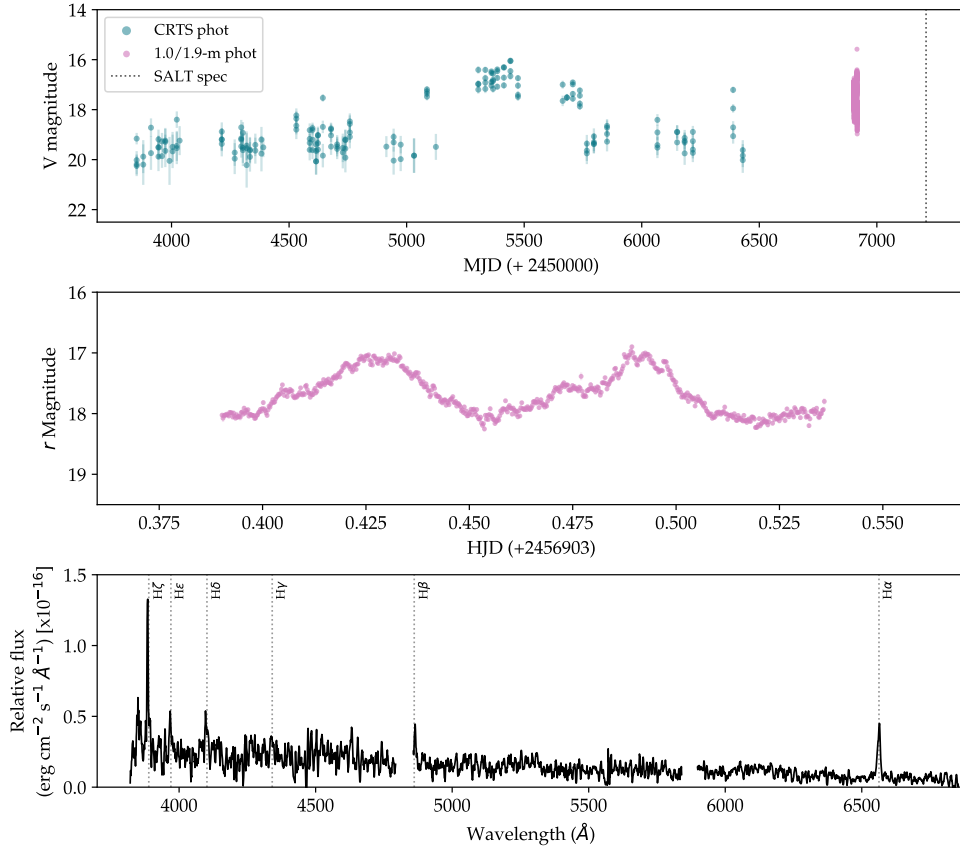 14
16
18
20
22
V magnitude
CRTS phot
1.0/1.9-m phot
SALT spec
4000 4500 5000 5500 6000 6500 7000
MJD (+ 2450000)
16
17
18
19
r Magnitude
0.375 0.400 0.425 0.450 0.475 0.500 0.525 0.550
HJD (+2456903)
1.5
1.0
0.5
0.0
Relative flux
(erg cm⁻² s⁻¹ Å⁻¹) [x10⁻¹⁶]
Hζ
Hε
Hδ
Hγ
Hβ
Hα
4000 4500 5000 5500 6000 6500
Wavelength (Å)